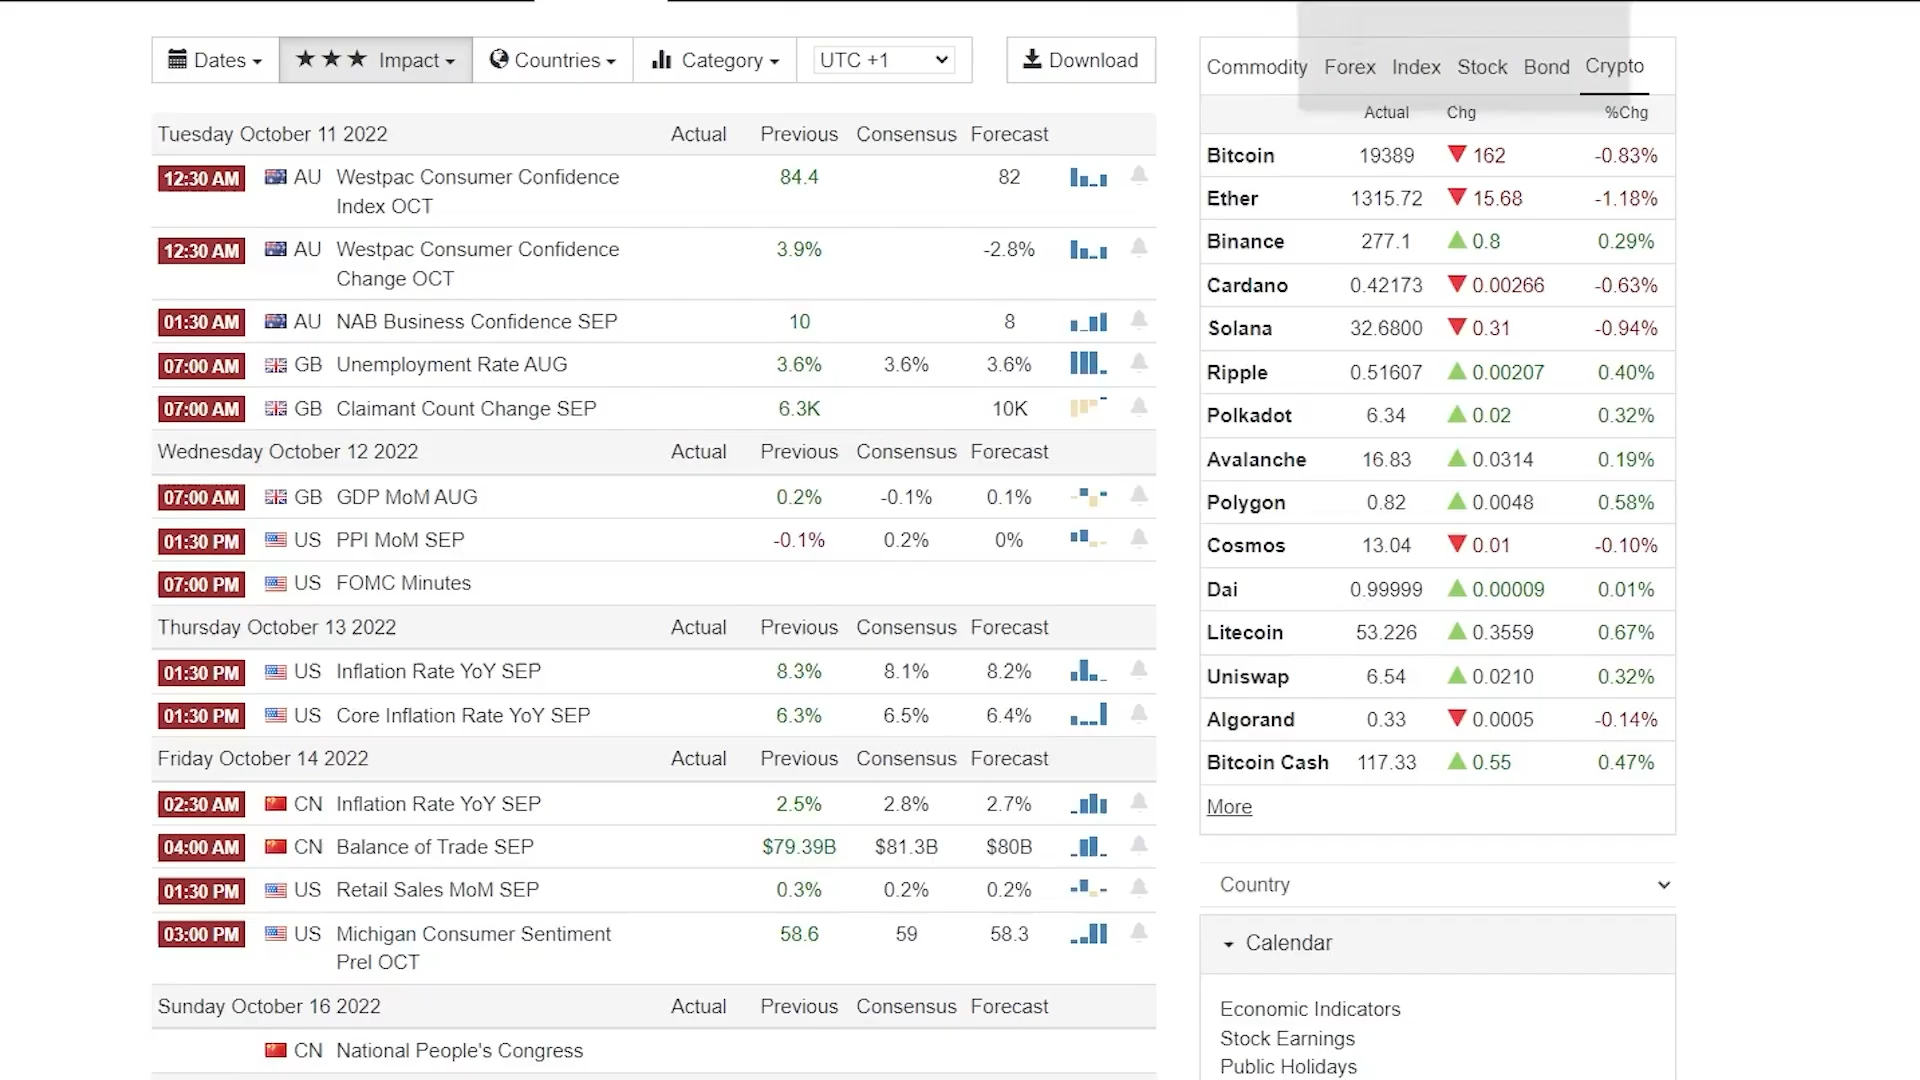 Dates ★★★ Impact Countries Category UTC +1 Download
Tuesday October 11 2022 Actual Previous Consensus Forecast
12:30 AM AU Westpac Consumer Confidence 84.4 82
Index OCT
12:30 AM AU Westpac Consumer Confidence 3.9% -2.8%
Change OCT
01:30 AM AU NAB Business Confidence SEP 10 8
07:00 AM GB Unemployment Rate AUG 3.6% 3.6% 3.6%
07:00 AM GB Claimant Count Change SEP 6.3K 10K
Wednesday October 12 2022 Actual Previous Consensus Forecast
07:00 AM GB GDP MoM AUG 0.2% -0.1% 0.1%
01:30 PM US PPI MoM SEP -0.1% 0.2% 0%
07:00 PM US FOMC Minutes
Thursday October 13 2022 Actual Previous Consensus Forecast
01:30 PM US Inflation Rate YoY SEP 8.3% 8.1% 8.2%
01:30 PM US Core Inflation Rate YoY SEP 6.3% 6.5% 6.4%
Friday October 14 2022 Actual Previous Consensus Forecast
02:30 AM CN Inflation Rate YoY SEP 2.5% 2.8% 2.7%
04:00 AM CN Balance of Trade SEP $79.39B $81.3B $80B
01:30 PM US Retail Sales MoM SEP 0.3% 0.2% 0.2%
03:00 PM US Michigan Consumer Sentiment 58.6 59 58.3
Prel OCT
Sunday October 16 2022 Actual Previous Consensus Forecast
CN National People's Congress
Commodity Forex Index Stock Bond Crypto
Actual Chg %Chg
Bitcoin 19389 ▼ 162 -0.83%
Ether 1315.72 ▼ 15.68 -1.18%
Binance 277.1 ▲ 0.8 0.29%
Cardano 0.42173 ▼ 0.00266 -0.63%
Solana 32.6800 ▼ 0.31 -0.94%
Ripple 0.51607 ▲ 0.00207 0.40%
Polkadot 6.34 ▲ 0.02 0.32%
Avalanche 16.83 ▲ 0.0314 0.19%
Polygon 0.82 ▲ 0.0048 0.58%
Cosmos 13.04 ▼ 0.01 -0.10%
Dai 0.99999 ▲ 0.00009 0.01%
Litecoin 53.226 ▲ 0.3559 0.67%
Uniswap 6.54 ▲ 0.0210 0.32%
Algorand 0.33 ▼ 0.0005 -0.14%
Bitcoin Cash 117.33 ▲ 0.55 0.47%
More
Country
Calendar
Economic Indicators
Stock Earnings
Public Holidays